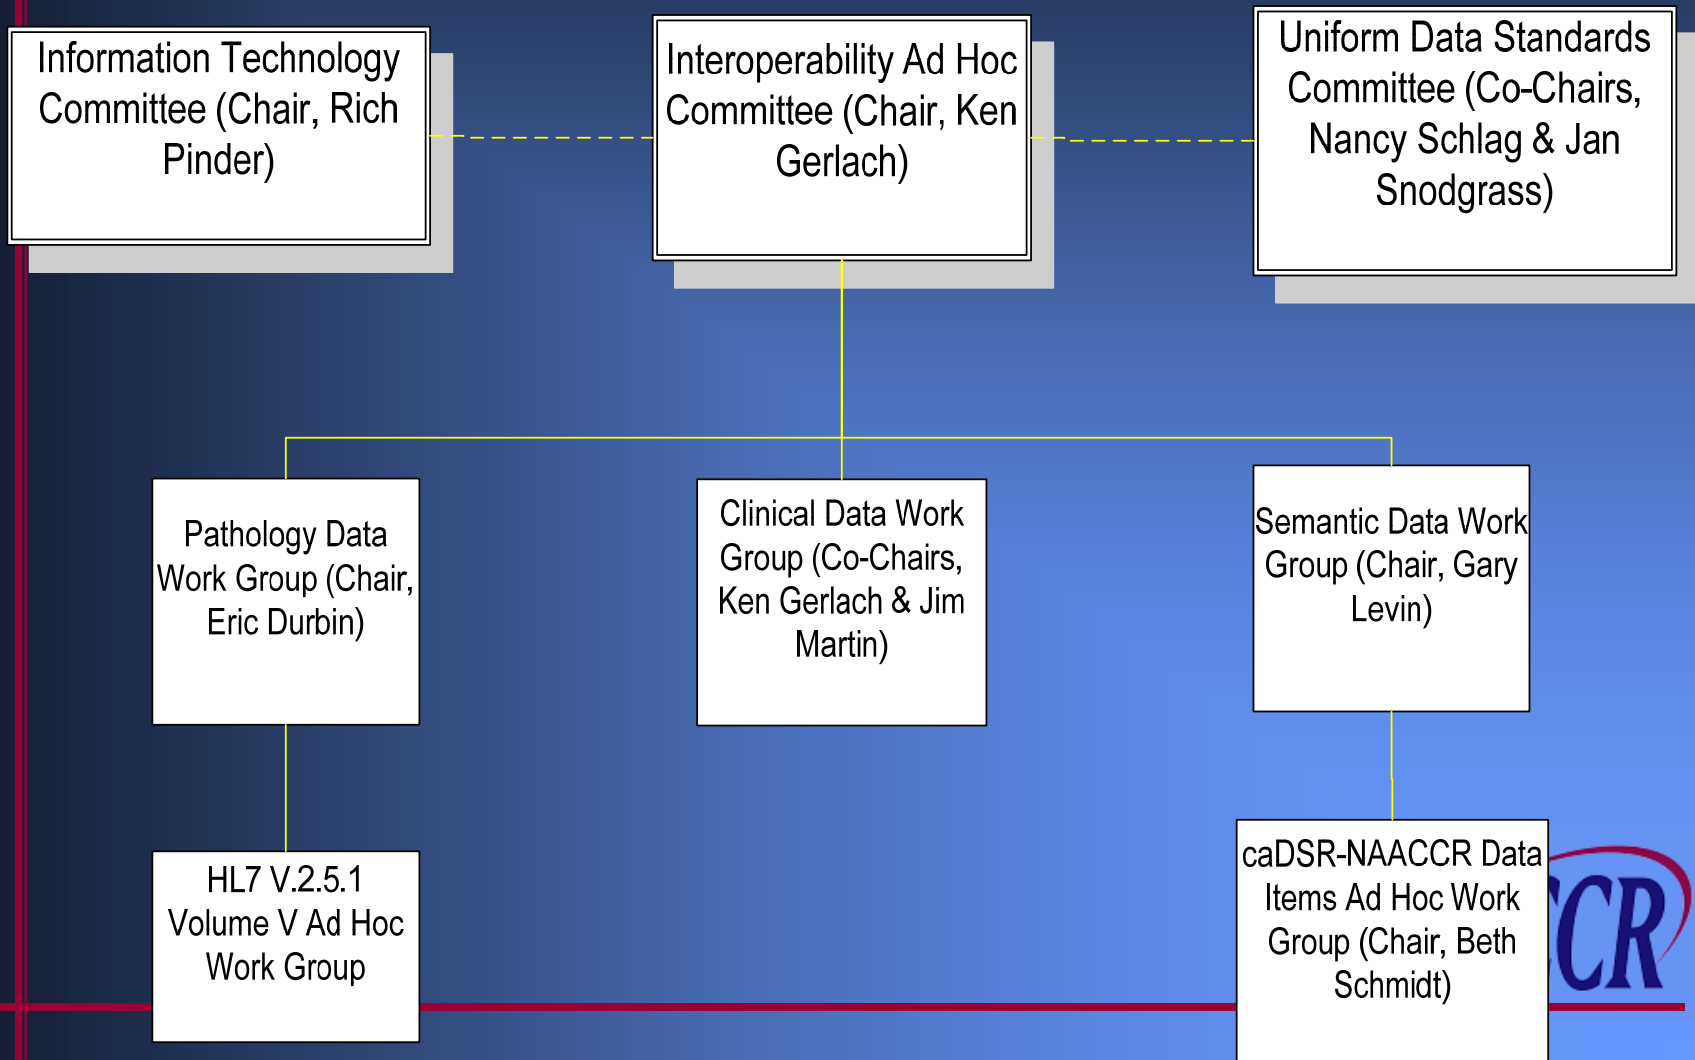 Information Technology
Committee (Chair, Rich
Pinder)
Interoperability Ad Hoc
Committee (Chair, Ken
Gerlach)
Uniform Data Standards
Committee (Co-Chairs,
Nancy Schlag & Jan
Snodgrass)
Pathology Data
Work Group (Chair,
Eric Durbin)
Clinical Data Work
Group (Co-Chairs,
Ken Gerlach & Jim
Martin)
Semantic Data Work
Group (Chair, Gary
Levin)
HL7 V.2.5.1
Volume V Ad Hoc
Work Group
caDSR-NAACCR Data
Items Ad Hoc Work
Group (Chair, Beth
Schmidt)
CCR